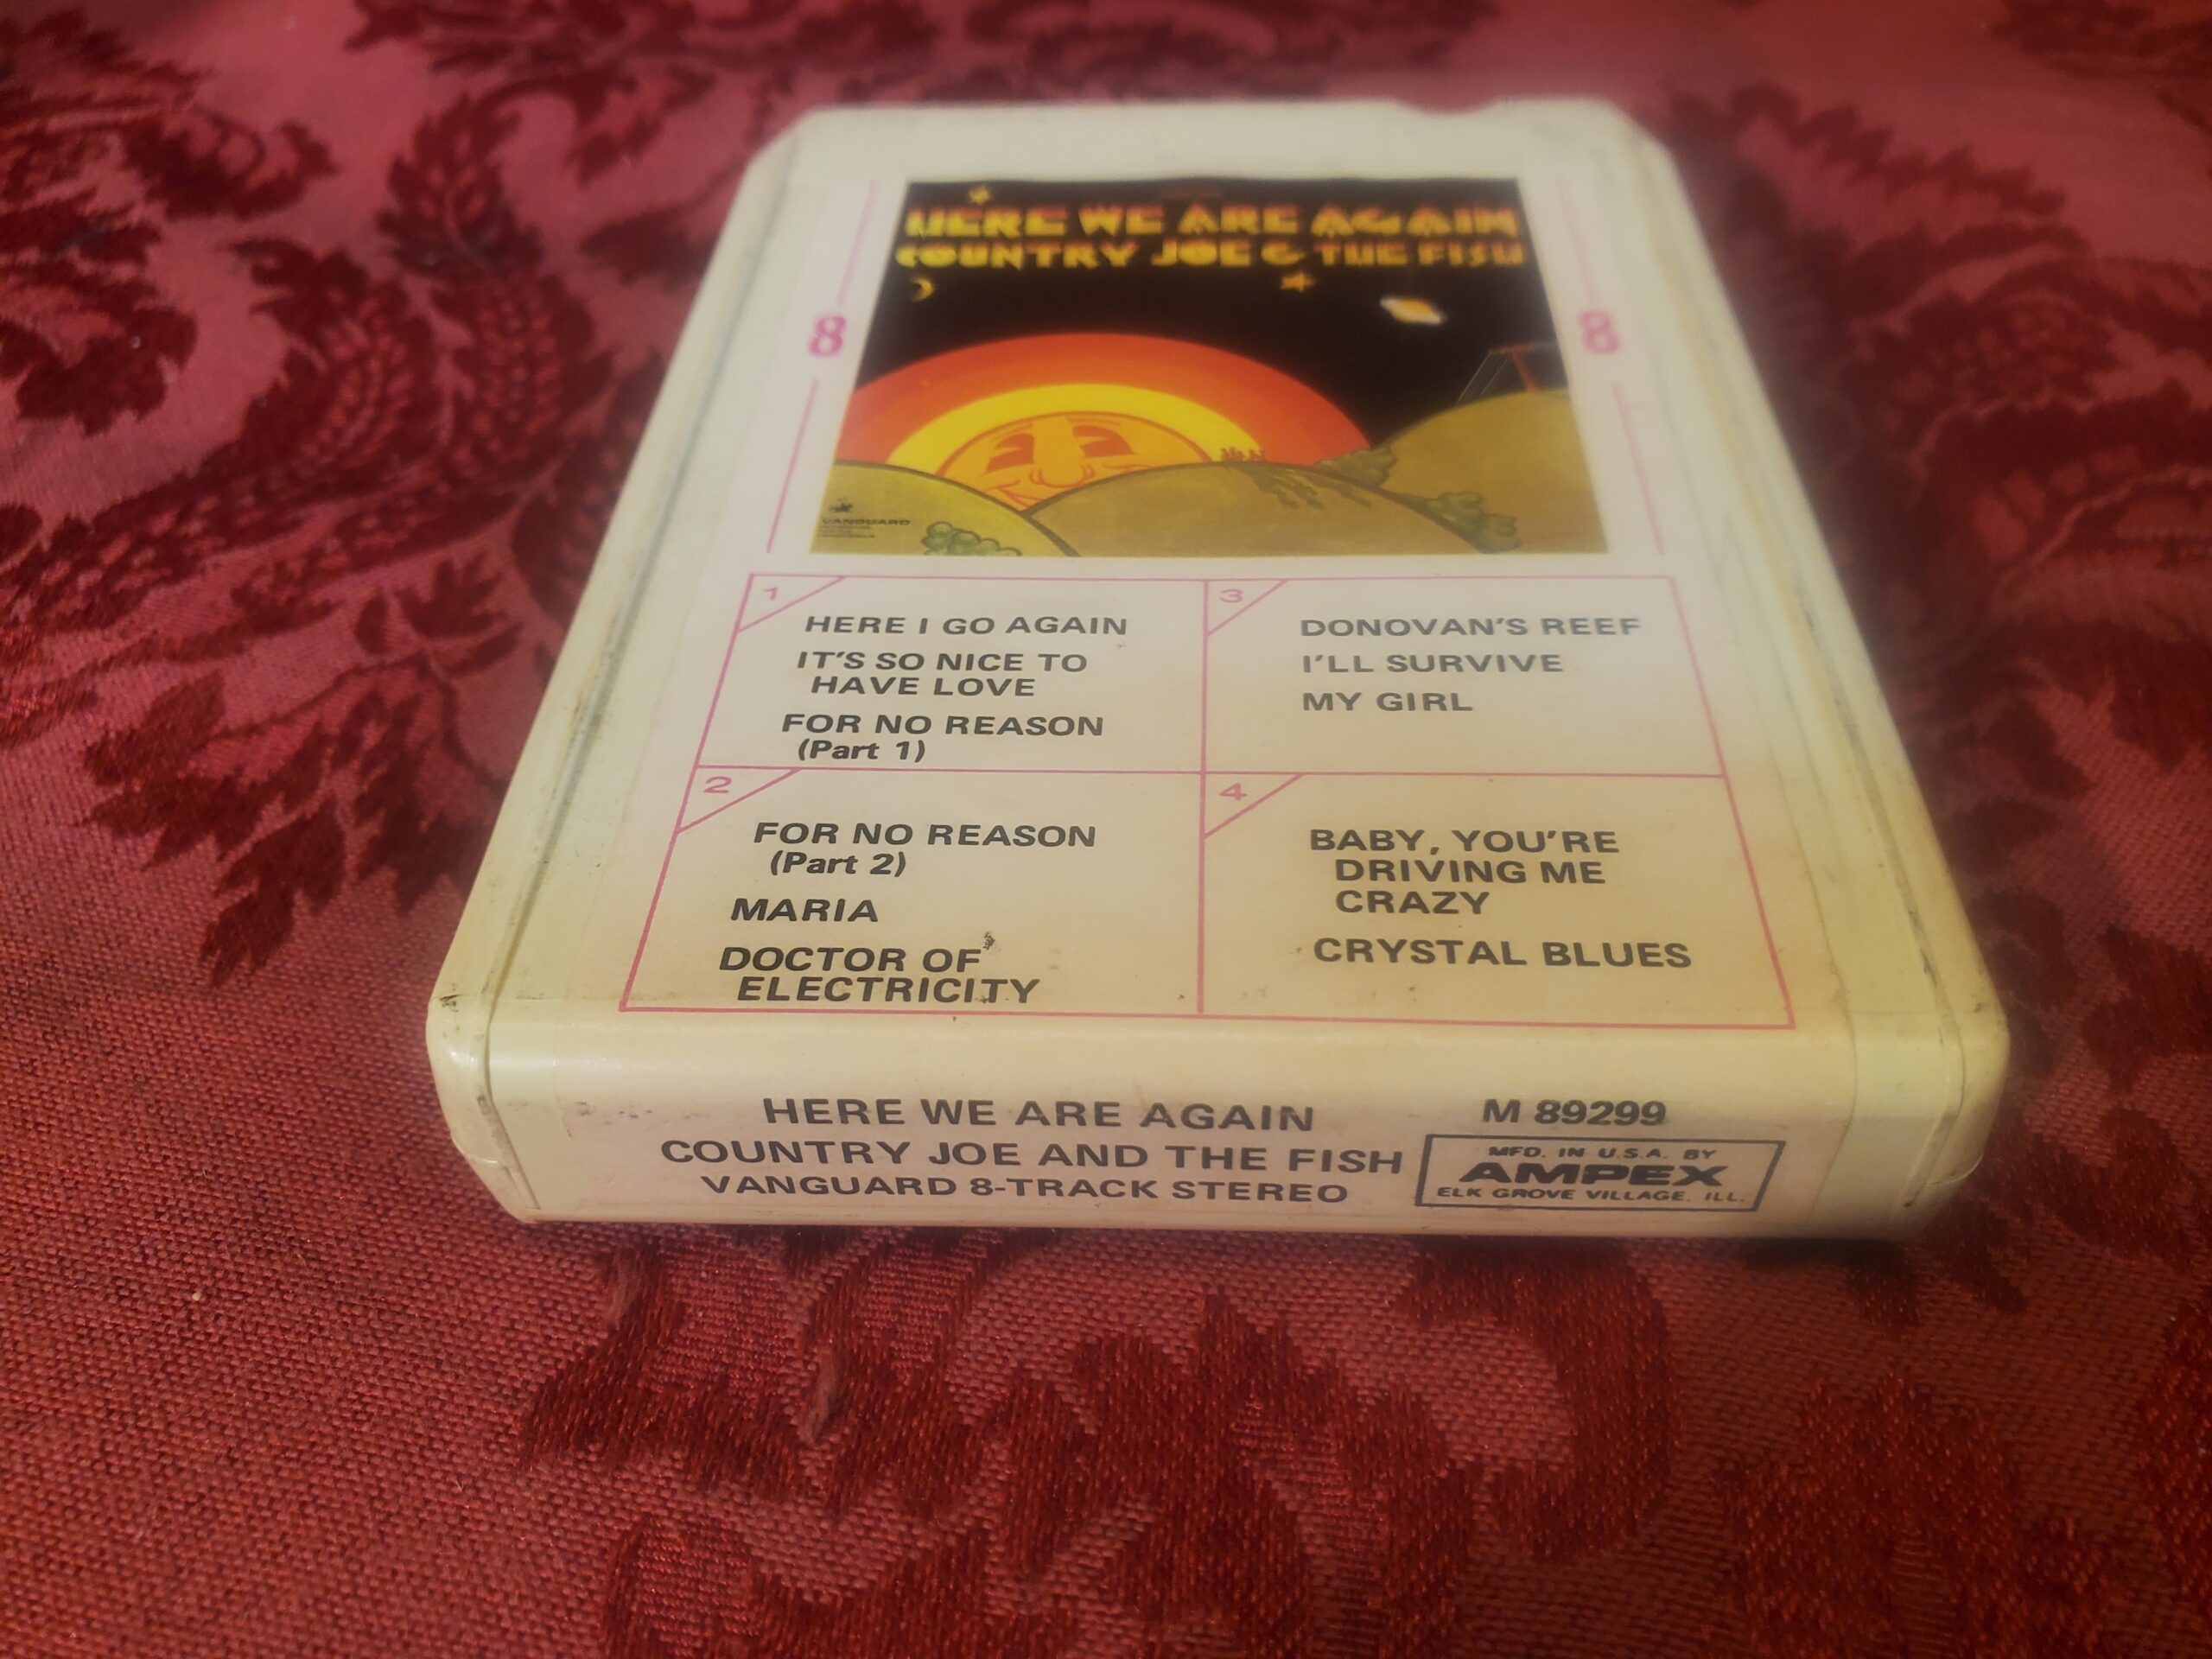 HERE WE ARE AGAIN
COUNTRY JOE & THE FISH
8
8
VANGUARD
1
HERE I GO AGAIN
IT'S SO NICE TO
HAVE LOVE
FOR NO REASON
(Part 1)
2
FOR NO REASON
(Part 2)
MARIA
DOCTOR OF
ELECTRICITY
3
DONOVAN'S REEF
I'LL SURVIVE
MY GIRL
4
BABY, YOU'RE
DRIVING ME
CRAZY
CRYSTAL BLUES
HERE WE ARE AGAIN
COUNTRY JOE AND THE FISH
VANGUARD 8-TRACK STEREO
M 89299
MFD. IN U.S.A. BY
AMPEX
ELK GROVE VILLAGE, ILL.